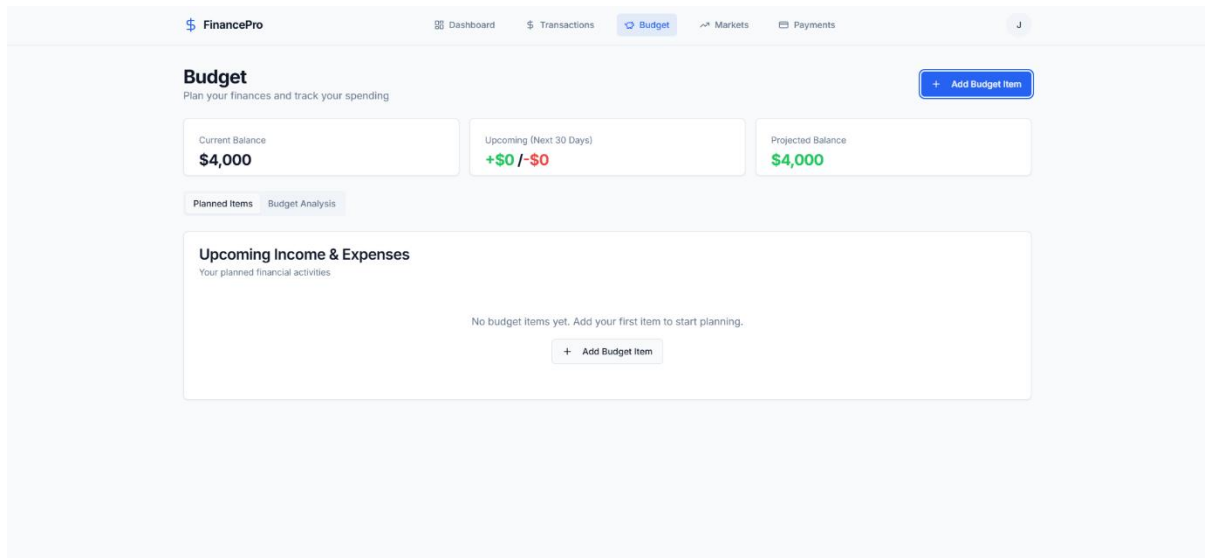 FinancePro
Dashboard
Transactions
Budget
Markets
Payments
J
Budget
Plan your finances and track your spending
+ Add Budget Item
Current Balance
$4,000
Upcoming (Next 30 Days)
+$0 /-$0
Projected Balance
$4,000
Planned Items
Budget Analysis
Upcoming Income & Expenses
Your planned financial activities
No budget items yet. Add your first item to start planning.
+ Add Budget Item